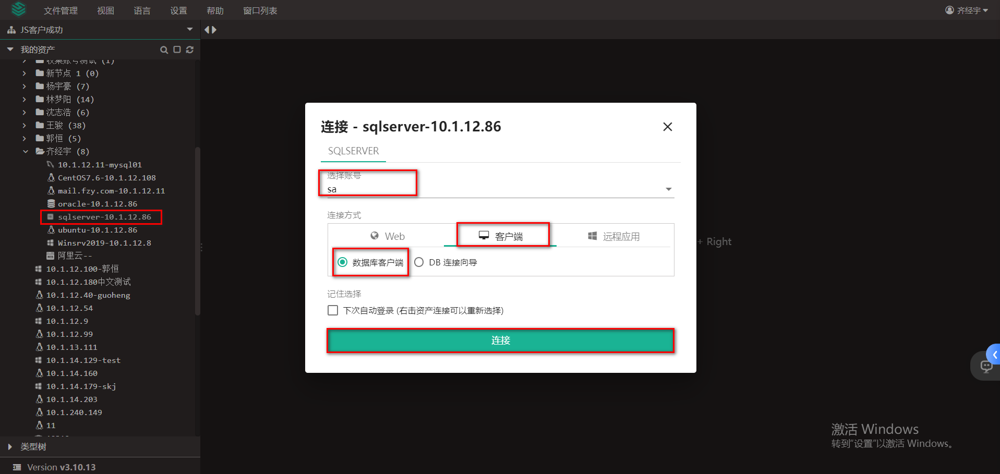 文件管理 视图 语言 设置 帮助 窗口列表 齐经宇
JS客户成功
我的资产
收集账号测试 (1)
新节点 1 (0)
杨宇豪 (7)
林梦阳 (14)
沈志浩 (6)
王骏 (38)
郭恒 (5)
齐经宇 (8)
10.1.12.11-mysql01
CentOS7.6-10.1.12.108
mail.fzy.com-10.1.12.11
oracle-10.1.12.86
sqlserver-10.1.12.86
ubuntu-10.1.12.86
Winsrv2019-10.1.12.8
阿里云--
10.1.12.100-郭恒
10.1.12.180中文测试
10.1.12.40-guoheng
10.1.12.54
10.1.12.9
10.1.12.99
10.1.13.111
10.1.14.129-test
10.1.14.160
10.1.14.179-skj
10.1.14.203
10.1.240.149
11
类型树
Version v3.10.13
连接 - sqlserver-10.1.12.86
SQLSERVER
选择账号
sa
连接方式
Web 客户端 远程应用
数据库客户端 DB 连接向导
记住选择
下次自动登录 (右击资产连接可以重新选择)
连接
+ Right
激活 Windows
转到“设置”以激活 Windows。